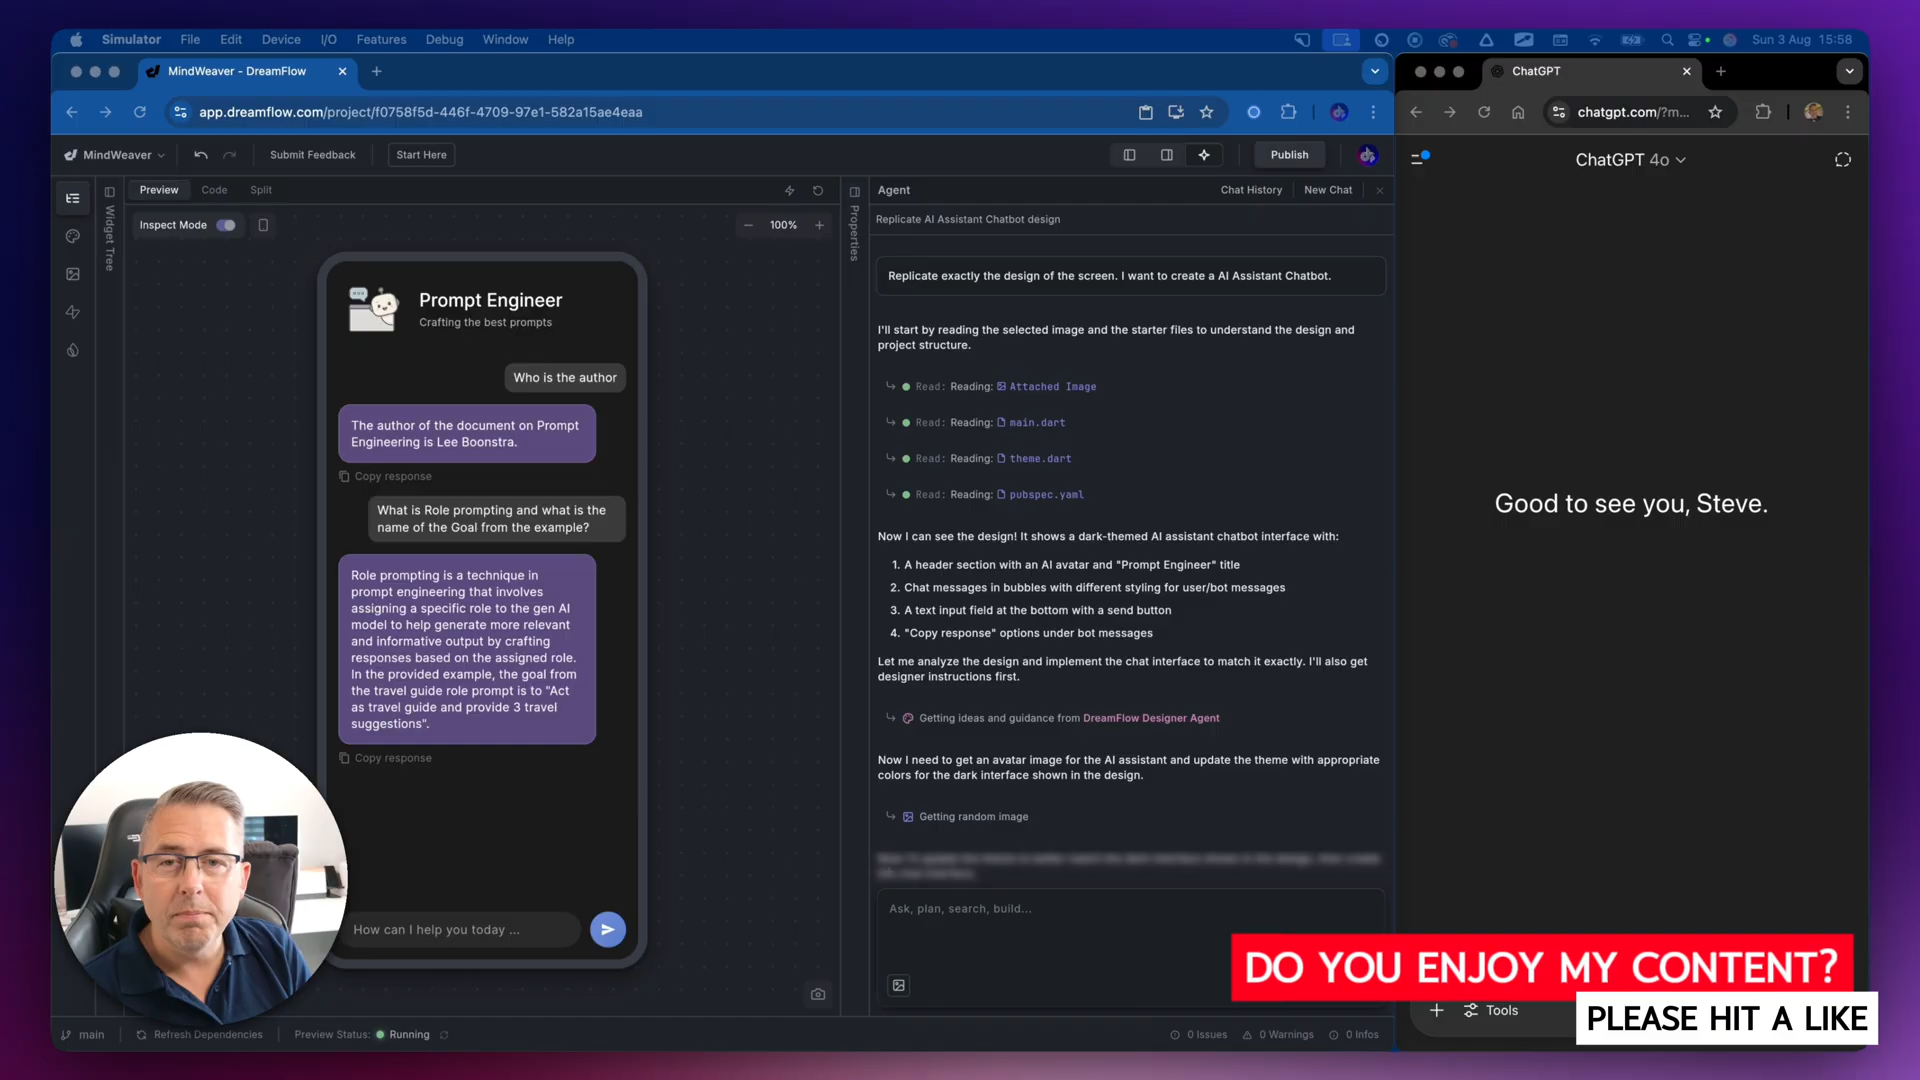 Simulator File Edit Device I/O Features Debug Window Help
Sun 3 Aug 15:58
MindWeaver - DreamFlow
app.dreamflow.com/project/f0758f5d-446f-4709-97e1-582a15ae4eaa
MindWeaver
Submit Feedback
Start Here
Publish
Preview Code Split
Inspect Mode
100%
Widget Tree
Properties
Prompt Engineer
Crafting the best prompts
Who is the author
The author of the document on Prompt
Engineering is Lee Boonstra.
Copy response
What is Role prompting and what is the
name of the Goal from the example?
Role prompting is a technique in
prompt engineering that involves
assigning a specific role to the gen AI
model to help generate more relevant
and informative output by crafting
responses based on the assigned role.
In the provided example, the goal from
the travel guide role prompt is to "Act
as travel guide and provide 3 travel
suggestions".
Copy response
How can I help you today ...
main
Refresh Dependencies
Preview Status: Running
0 Issues
0 Warnings
0 Infos
Agent
Chat History
New Chat
Replicate AI Assistant Chatbot design
Replicate exactly the design of the screen. I want to create a AI Assistant Chatbot.
I'll start by reading the selected image and the starter files to understand the design and
project structure.
Read: Reading: Attached Image
Read: Reading: main.dart
Read: Reading: theme.dart
Read: Reading: pubspec.yaml
Now I can see the design! It shows a dark-themed AI assistant chatbot interface with:
1. A header section with an AI avatar and "Prompt Engineer" title
2. Chat messages in bubbles with different styling for user/bot messages
3. A text input field at the bottom with a send button
4. "Copy response" options under bot messages
Let me analyze the design and implement the chat interface to match it exactly. I'll also get
designer instructions first.
Getting ideas and guidance from DreamFlow Designer Agent
Now I need to get an avatar image for the AI assistant and update the theme with appropriate
colors for the dark interface shown in the design.
Getting random image
Ask, plan, search, build...
ChatGPT
chatgpt.com/?m...
ChatGPT 4o
Good to see you, Steve.
Tools
DO YOU ENJOY MY CONTENT?
PLEASE HIT A LIKE